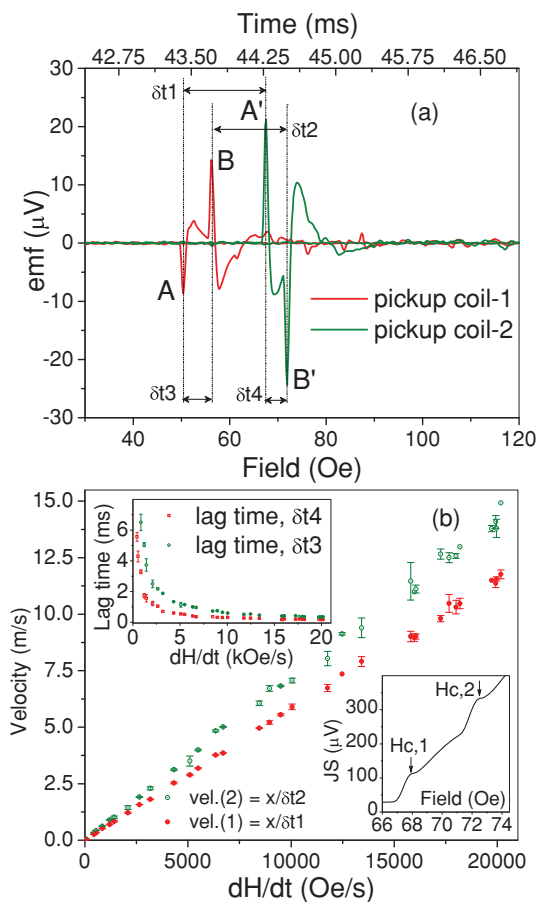 Time (ms)
42.75 43.50 44.25 45.00 45.75 46.50
30
20
10
0
-10
-20
-30
emf (μV)
δt1
(a)
A'
δt2
B
A
pickup coil-1
pickup coil-2
B'
δt3
δt4
40 60 80 100 120
Field (Oe)
15.0
12.5
10.0
7.5
5.0
2.5
0.0
Velocity (m/s)
(b)
6
4
2
0
Lag time (ms)
lag time, δt4
lag time, δt3
0 5 10 15 20
dH/dt (kOe/s)
400
300
200
100
0
JS (μV)
Hc,2
Hc,1
Field (Oe)
66 68 70 72 74
vel.(2) = x/δt2
vel.(1) = x/δt1
0 5000 10000 15000 20000
dH/dt (Oe/s)